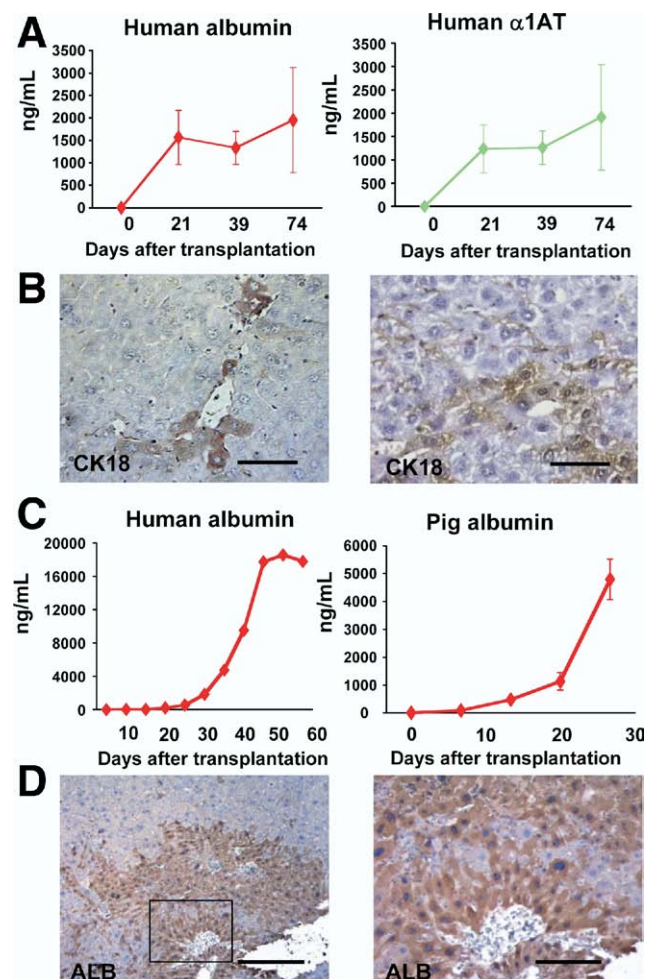 A
Human albumin
Human α1AT
ng/mL
3500
3000
2500
2000
1500
1000
500
0
0 21 39 74
Days after transplantation
ng/mL
3500
3000
2500
2000
1500
1000
500
0
0 21 39 74
Days after transplantation
B
CK18
CK18
C
Human albumin
Pig albumin
ng/mL
20000
16000
12000
8000
4000
0
10 20 30 40 50 60
Days after transplantation
ng/mL
6000
5000
4000
3000
2000
1000
0
0 10 20 30
Days after transplantation
D
ALB
ALB